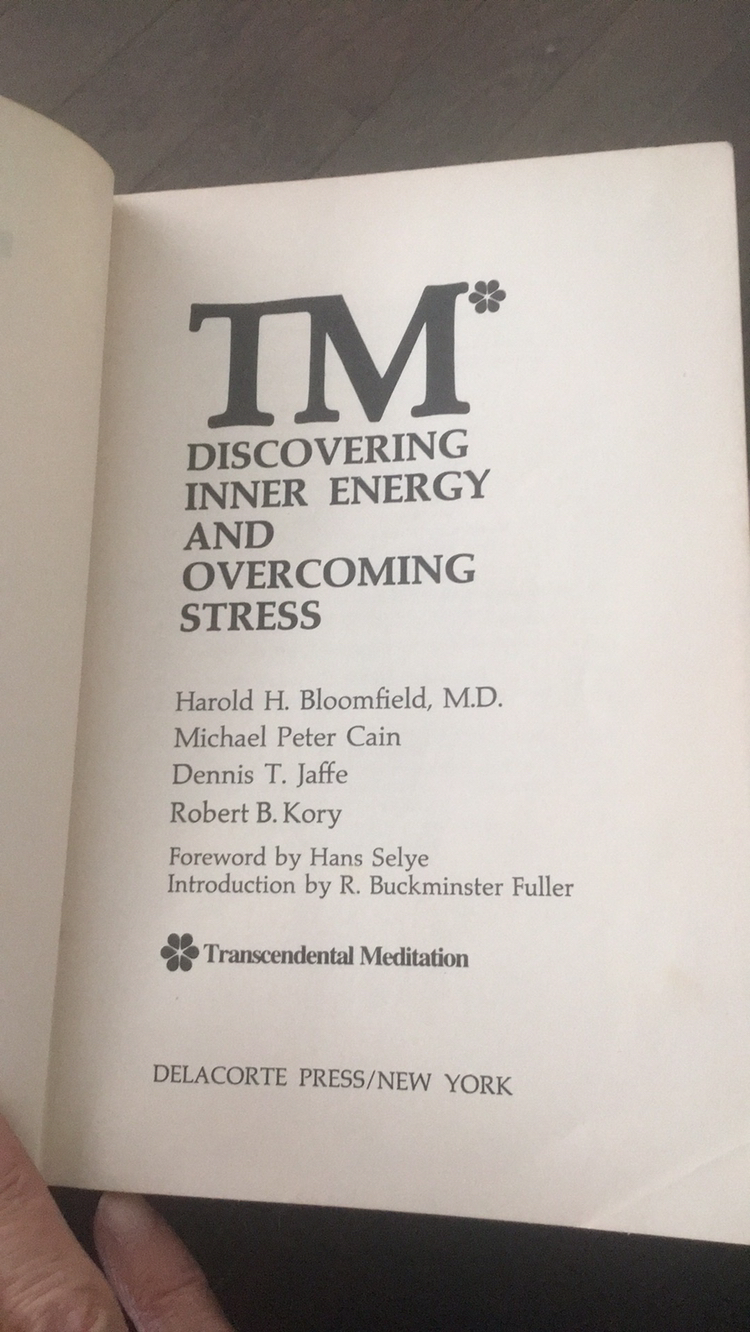 TM*
DISCOVERING
INNER ENERGY
AND
OVERCOMING
STRESS
Harold H. Bloomfield, M.D.
Michael Peter Cain
Dennis T. Jaffe
Robert B. Kory
Foreword by Hans Selye
Introduction by R. Buckminster Fuller
Transcendental Meditation
DELACORTE PRESS/NEW YORK